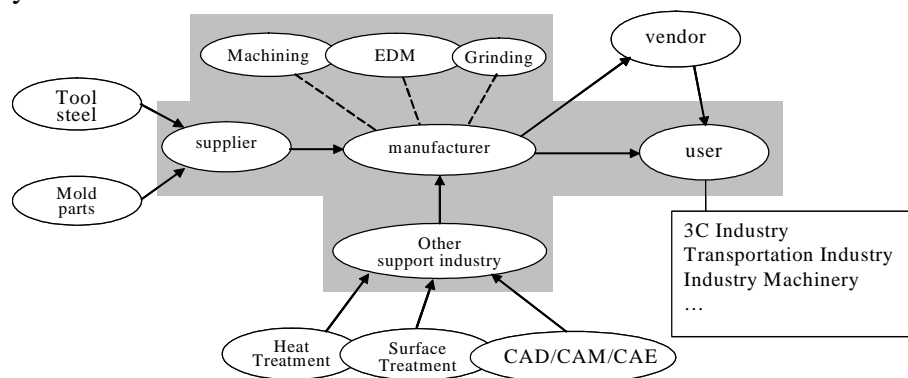 y
Machining
EDM
Grinding
vendor
Tool
steel
supplier
manufacturer
user
Mold
parts
Other
support industry
3C Industry
Transportation Industry
Industry Machinery
…
Heat
Treatment
Surface
Treatment
CAD/CAM/CAE